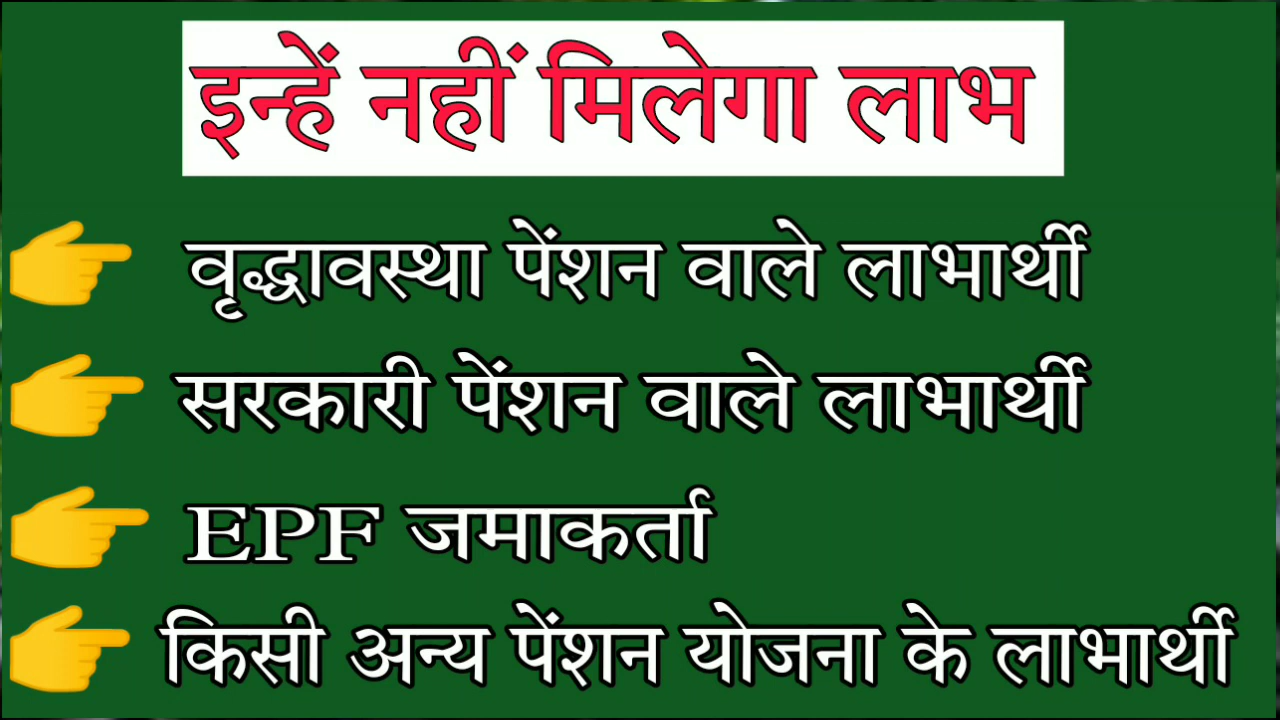 इन्हें नहीं मिलेगा लाभ
वृद्धावस्था पेंशन वाले लाभार्थी
सरकारी पेंशन वाले लाभार्थी
EPF जमाकर्ता
किसी अन्य पेंशन योजना के लाभार्थी